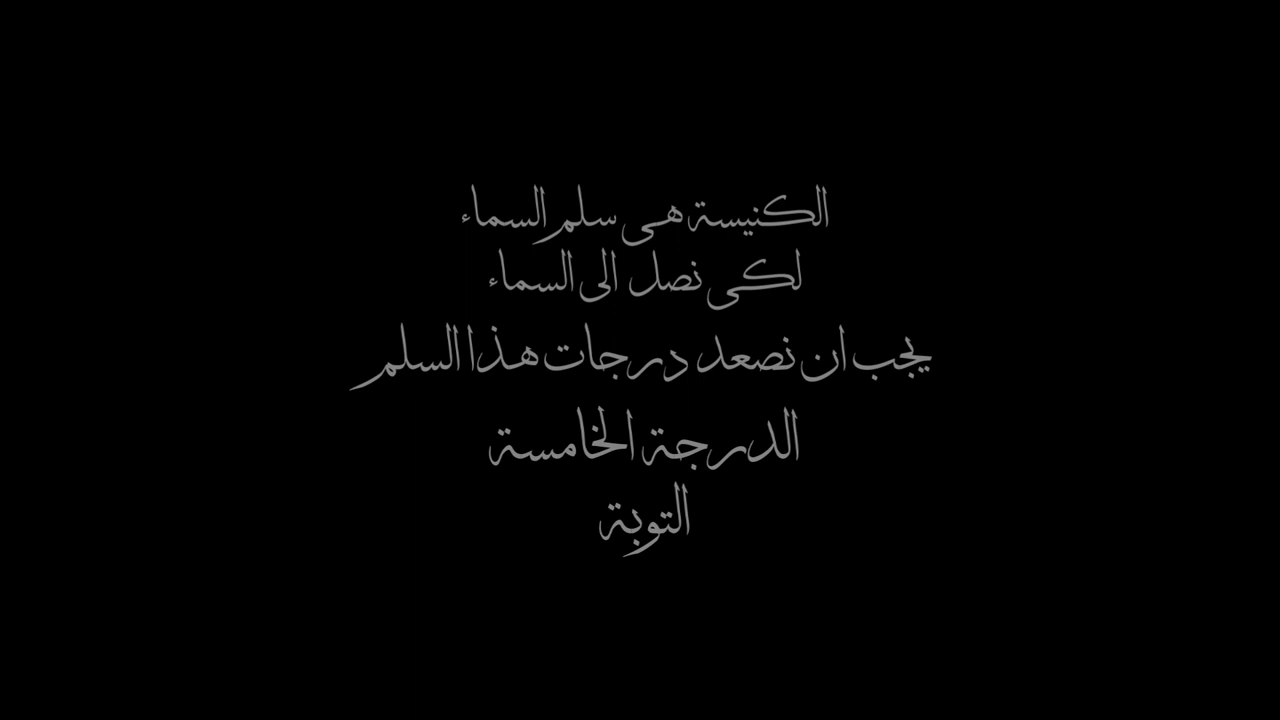 الكنيسة هى سلم السماء
لكى نصل الى السماء
يجب ان نصعد درجات هذا السلم
الدرجة الخامسة
التوبة